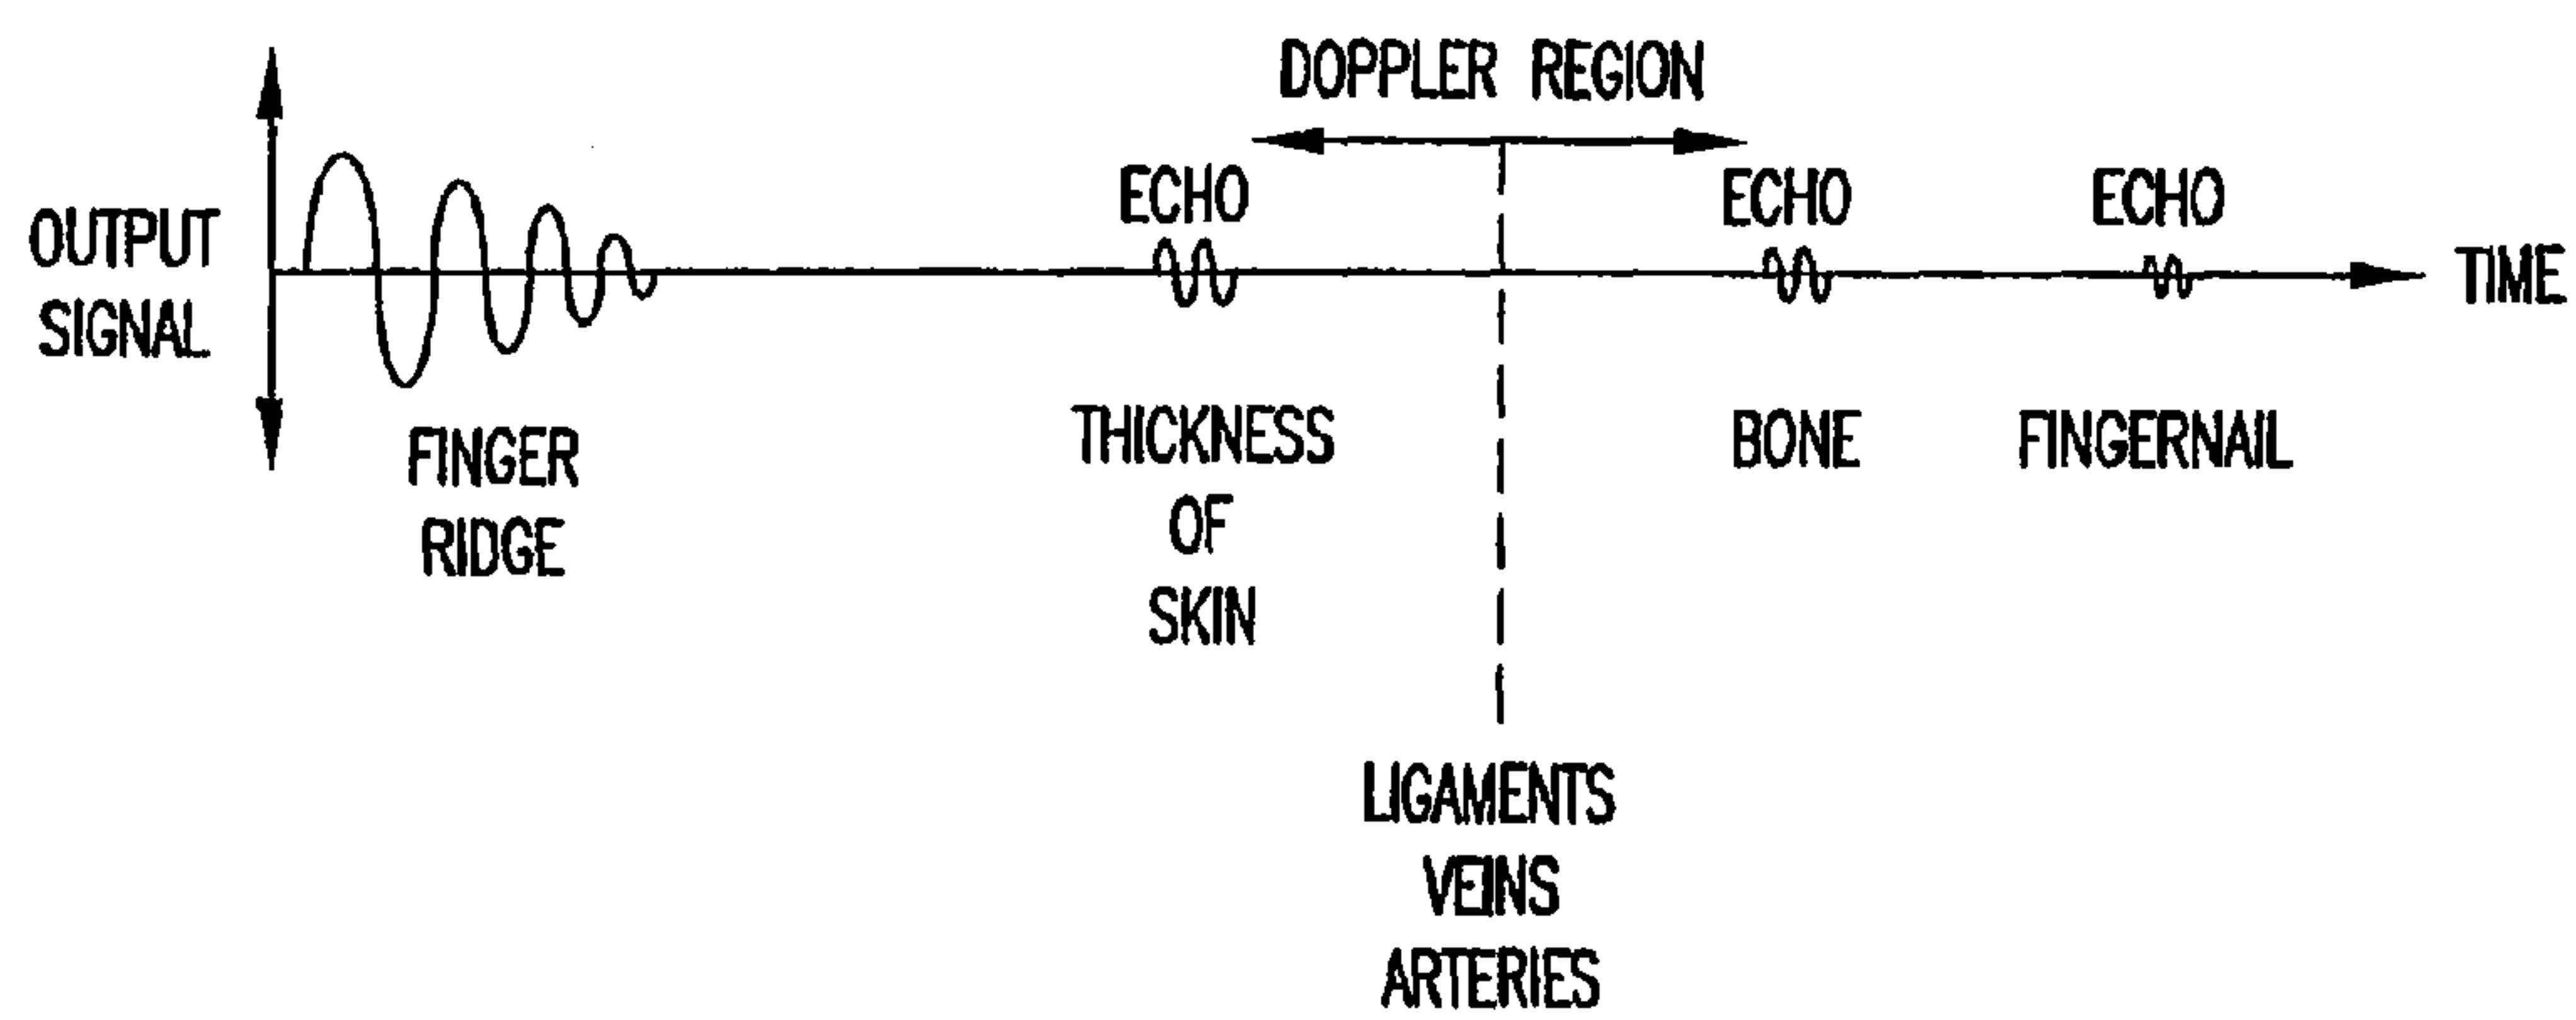 DOPPLER REGION
ECHO
ECHO
ECHO
OUTPUT
SIGNAL
TIME
FINGER
RIDGE
THICKNESS
OF
SKIN
BONE
FINGERNAIL
LIGAMENTS
VEINS
ARTERIES